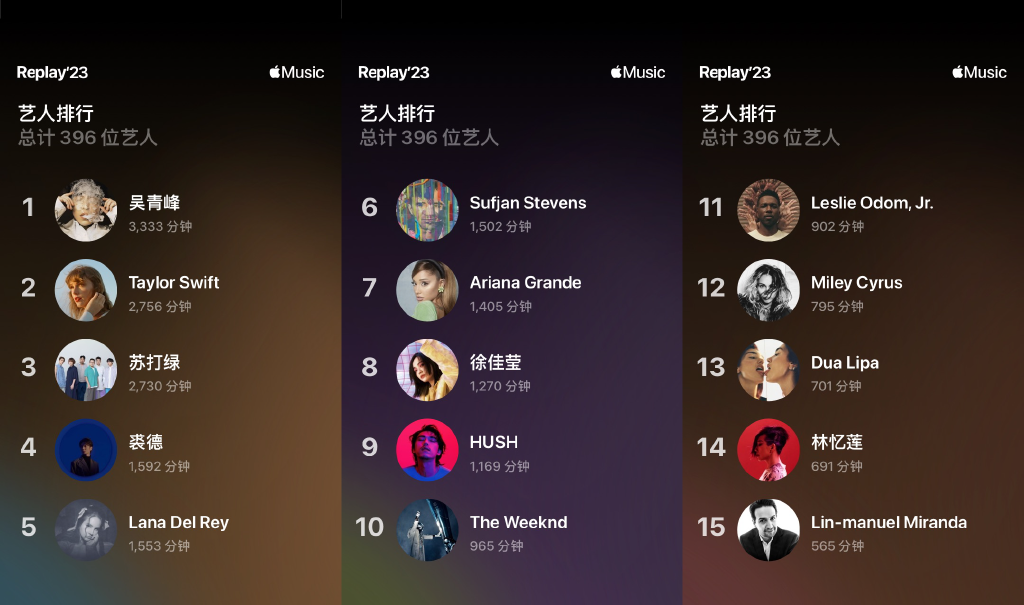 Replay'23
Music
艺人排行
总计 396 位艺人
1
吴青峰
3,333 分钟
2
Taylor Swift
2,756 分钟
3
苏打绿
2,730 分钟
4
裘德
1,592 分钟
5
Lana Del Rey
1,553 分钟
Replay'23
Music
艺人排行
总计 396 位艺人
6
Sufjan Stevens
1,502 分钟
7
Ariana Grande
1,405 分钟
8
徐佳莹
1,270 分钟
9
HUSH
1,169 分钟
10
The Weeknd
965 分钟
Replay'23
Music
艺人排行
总计 396 位艺人
11
Leslie Odom, Jr.
902 分钟
12
Miley Cyrus
795 分钟
13
Dua Lipa
701 分钟
14
林忆莲
691 分钟
15
Lin-manuel Miranda
565 分钟